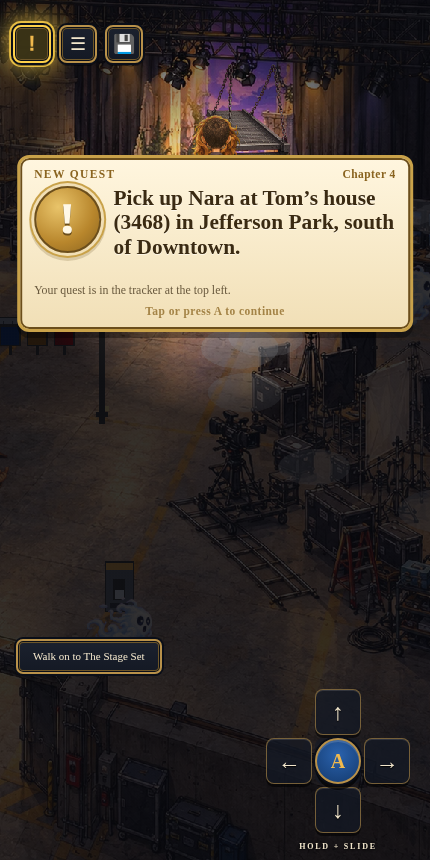 !
NEW QUEST
Chapter 4
!
Pick up Nara at Tom’s house
(3468) in Jefferson Park, south
of Downtown.
Your quest is in the tracker at the top left.
Tap or press A to continue
Walk on to The Stage Set
↑
← A →
↓
HOLD + SLIDE